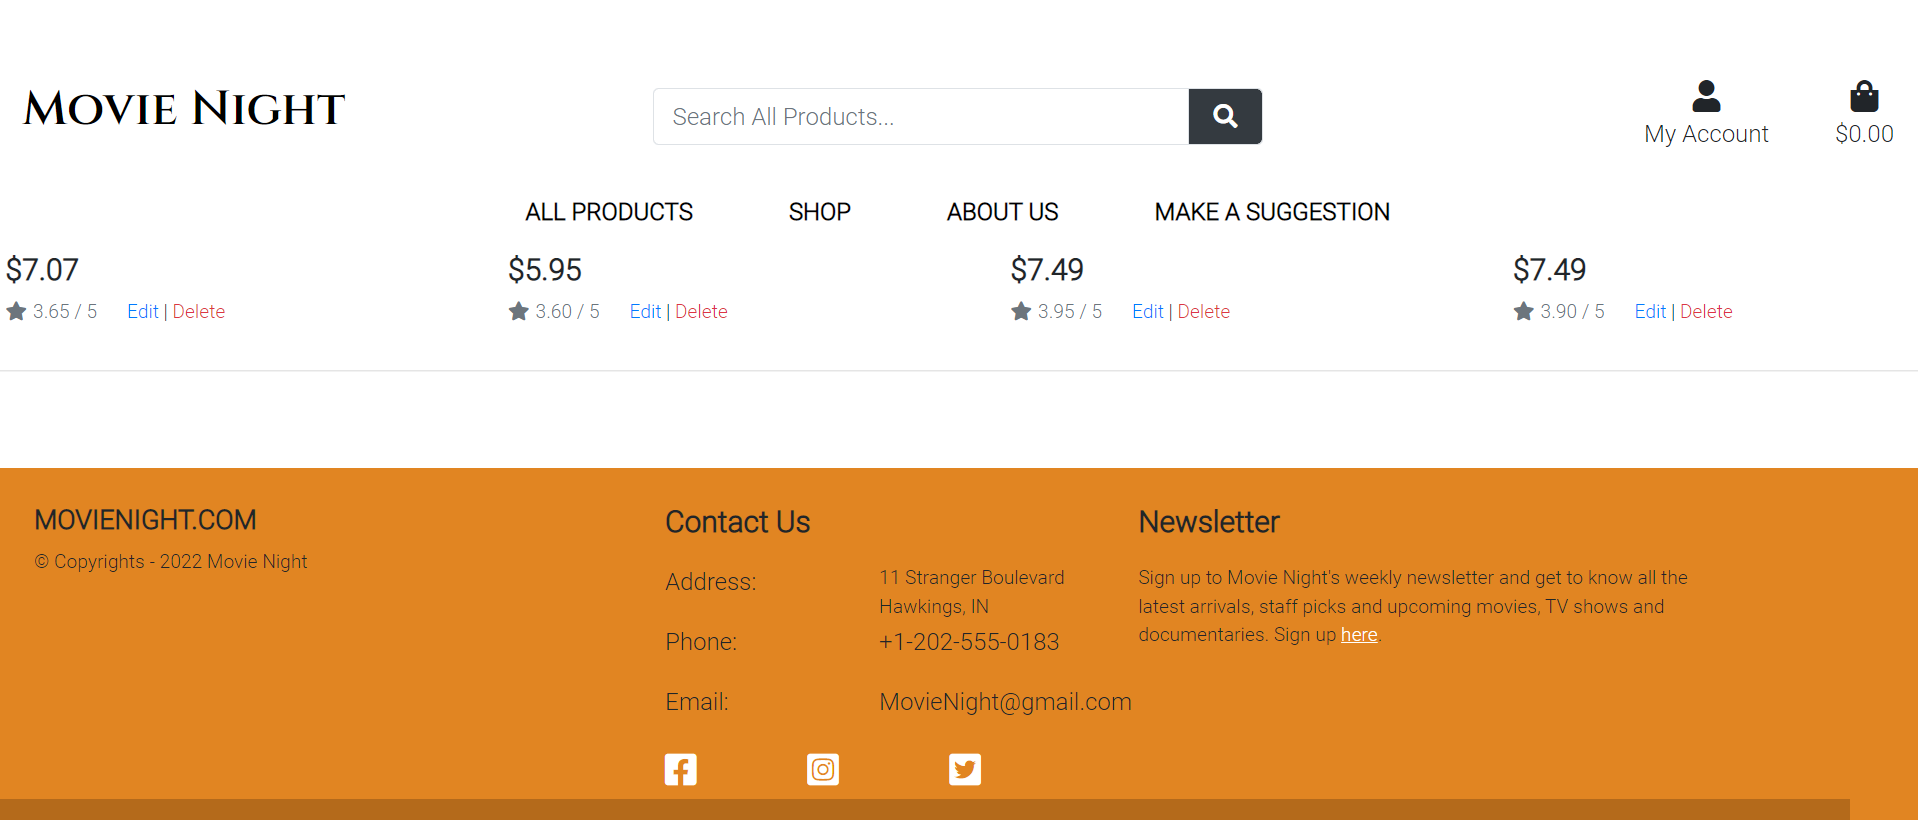 Movie Night
Search All Products...
My Account
$0.00
ALL PRODUCTS SHOP ABOUT US MAKE A SUGGESTION
$7.07 $5.95 $7.49 $7.49
3.65 / 5 Edit | Delete 3.60 / 5 Edit | Delete 3.95 / 5 Edit | Delete 3.90 / 5 Edit | Delete
MOVIENIGHT.COM
© Copyrights - 2022 Movie Night
Contact Us
Address: 11 Stranger Boulevard
Hawkings, IN
Phone: +1-202-555-0183
Email: MovieNight@gmail.com
Newsletter
Sign up to Movie Night's weekly newsletter and get to know all the
latest arrivals, staff picks and upcoming movies, TV shows and
documentaries. Sign up here.